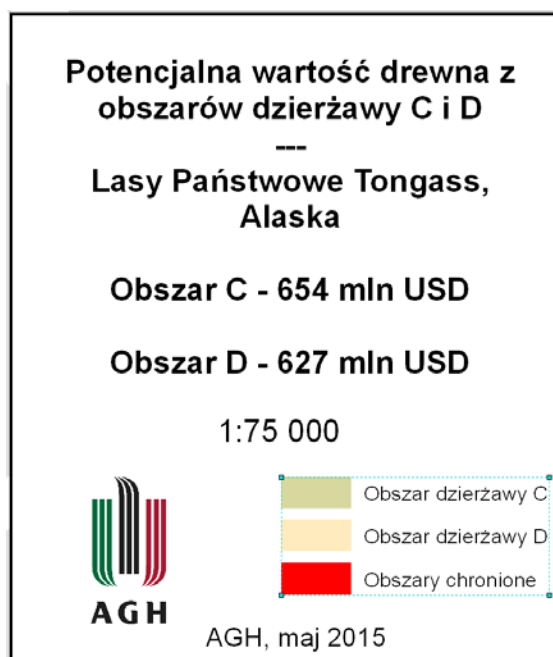 Potencjalna wartość drewna z
obszarów dzierżawy C i D
---
Lasy Państwowe Tongass,
Alaska
Obszar C - 654 mln USD
Obszar D - 627 mln USD
1:75 000
AGH
Obszar dzierżawy C
Obszar dzierżawy D
Obszary chronione
AGH, maj 2015